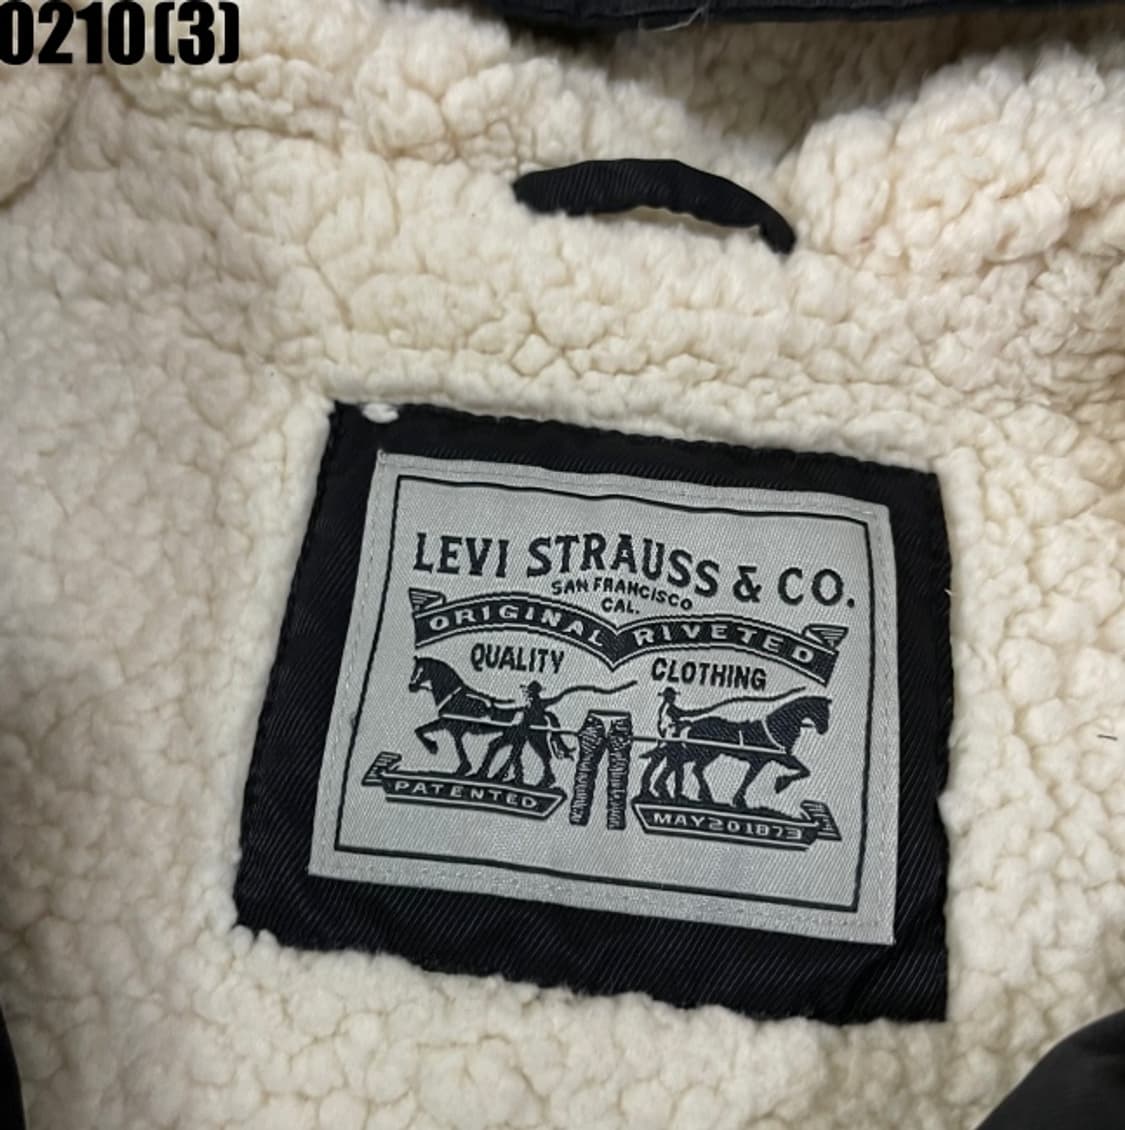 0210(3)
LEVI STRAUSS & CO.
SAN FRANCISCO
CAL.
ORIGINAL RIVETED
QUALITY CLOTHING
PATENTED
MAY201873